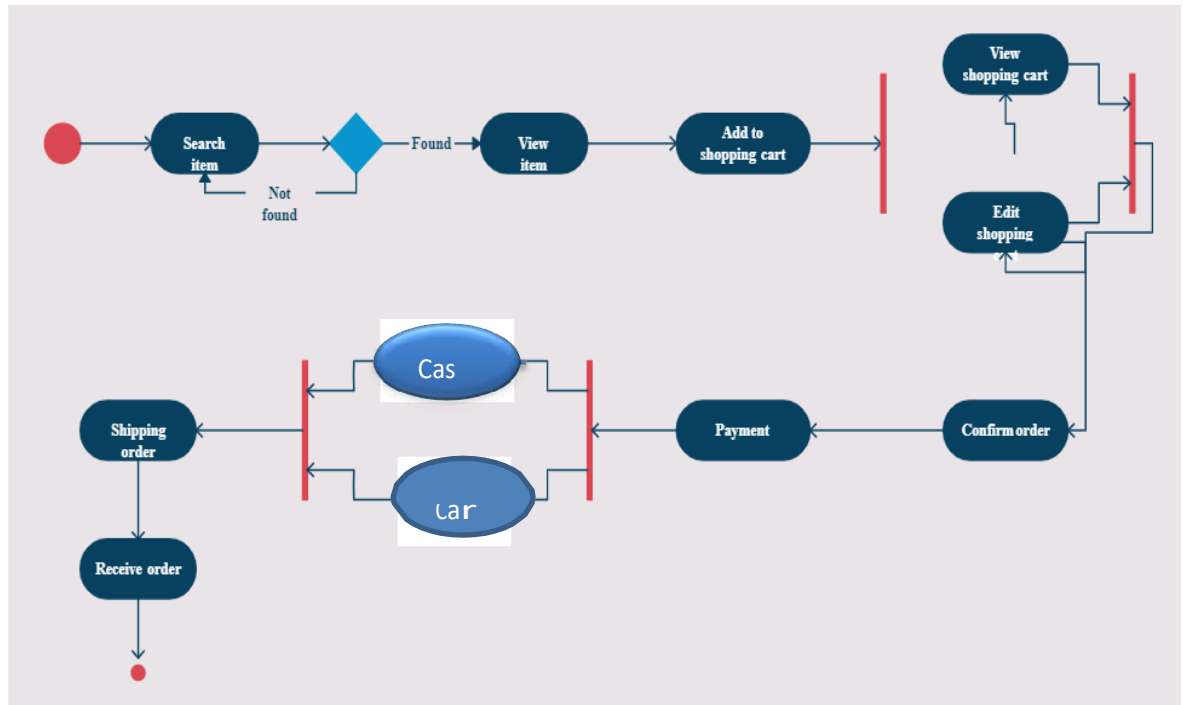 View
shopping cart
Search
item
Found
View
item
Add to
shopping cart
Not
found
Edit
shopping
Cas
Car
Shipping
order
Payment
Confirm order
Receive order